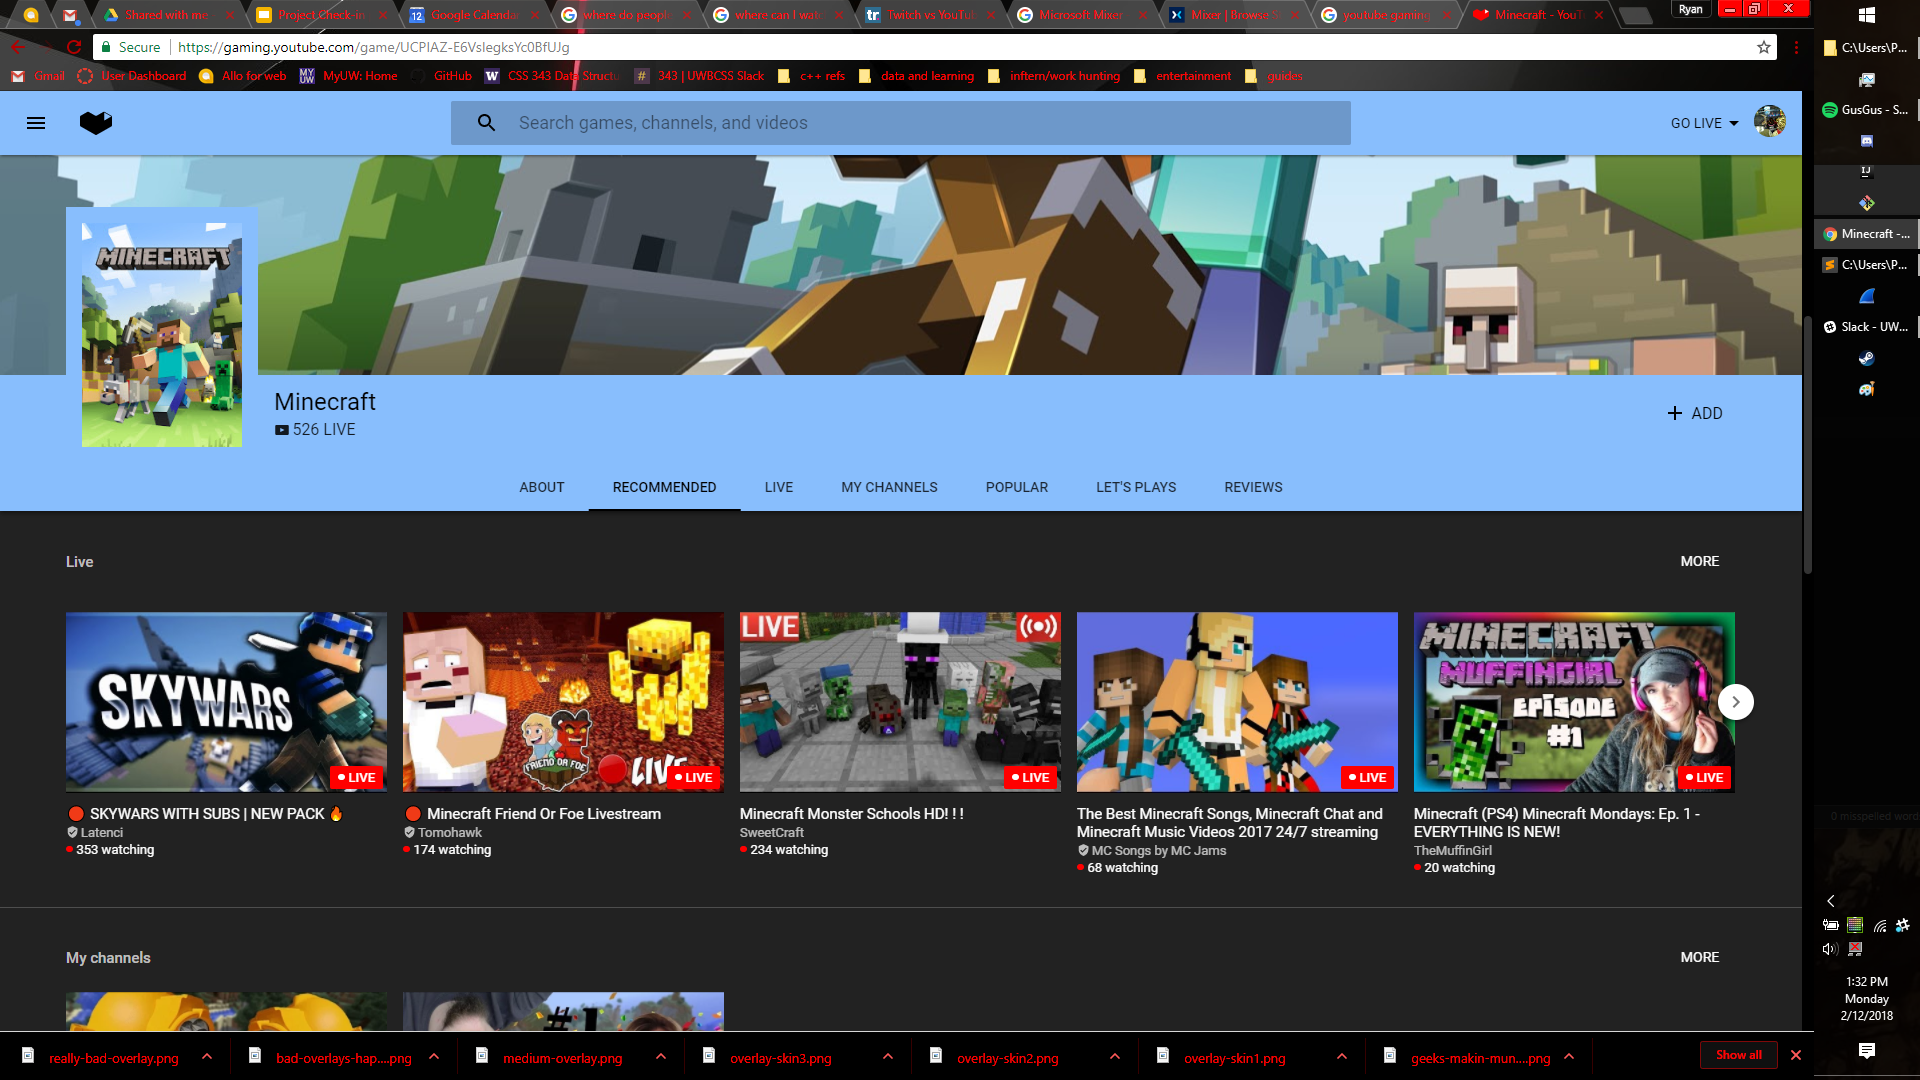 Shared with me
Project Check-in
Google Calendar
where do people
where can I wat
Twitch vs YouTu
Microsoft Mixer
Mixer | Browse S
youtube gaming
Minecraft - YouT
Ryan
Secure
https://gaming.youtube.com/game/UCPIAZ-E6VslegksYc0BfUJg
Gmail
User Dashboard
Allo for web
MyUW: Home
GitHub
CSS 343 Data Structu
343 | UWBCSS Slack
c++ refs
data and learning
inftern/work hunting
entertainment
guides
Search games, channels, and videos
GO LIVE
MINECRAFT
Minecraft
526 LIVE
ADD
ABOUT
RECOMMENDED
LIVE
MY CHANNELS
POPULAR
LET'S PLAYS
REVIEWS
Live
MORE
SKYWARS
LIVE
FRIEND OR FOE
LIVE
LIVE
LIVE
LIVE
LIVE
MINECRAFT
MUFFINGIRL
EPISODE
#1
LIVE
🔴 SKYWARS WITH SUBS | NEW PACK 🔥
Latenci
353 watching
🔴 Minecraft Friend Or Foe Livestream
Tomohawk
174 watching
Minecraft Monster Schools HD! ! !
SweetCraft
234 watching
The Best Minecraft Songs, Minecraft Chat and
Minecraft Music Videos 2017 24/7 streaming
MC Songs by MC Jams
68 watching
Minecraft (PS4) Minecraft Mondays: Ep. 1 -
EVERYTHING IS NEW!
TheMuffinGirl
20 watching
My channels
MORE
#1
really-bad-overlay.png
bad-overlays-hap....png
medium-overlay.png
overlay-skin3.png
overlay-skin2.png
overlay-skin1.png
geeks-makin-mun....png
Show all
C:\Users\P...
GusGus - S...
IJ
Minecraft -...
C:\Users\P...
Slack - UW...
0 misspelled word
1:32 PM
Monday
2/12/2018